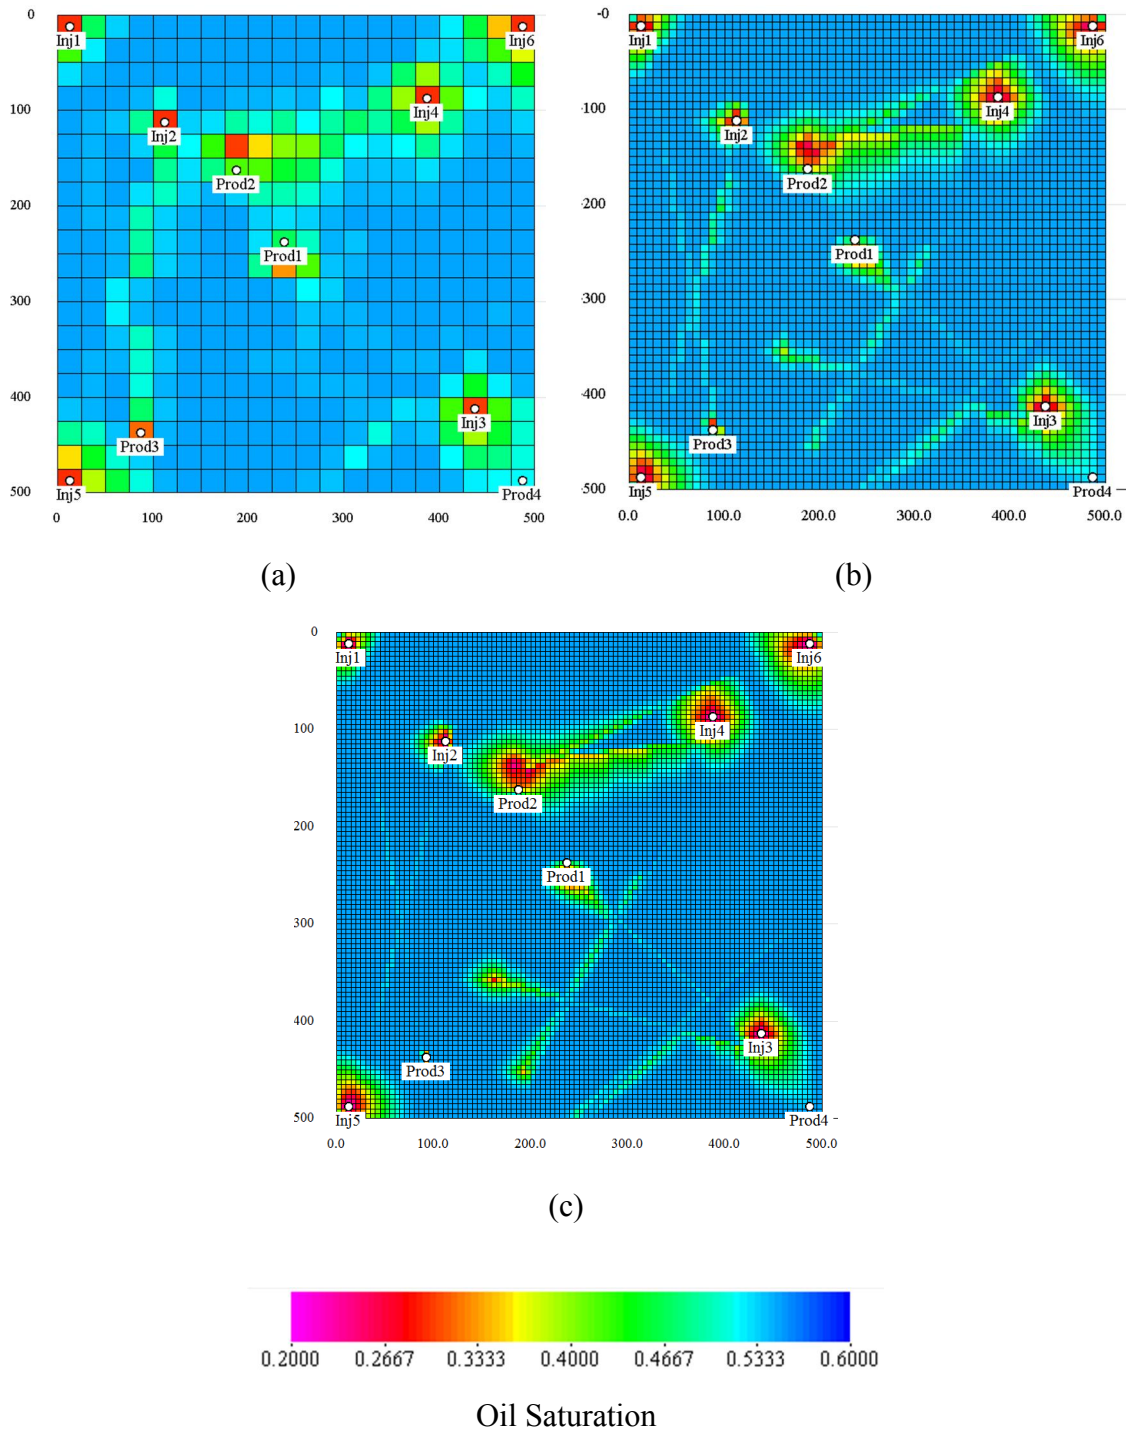 0
-0
Inj1
Inj6
Inj1
Inj6
100
Inj4
-100
Inj4
Inj2
Inj2
Prod2
Prod2
200
-200
Prod1
Prod1
300
-300
400
-400
Inj3
Inj3
Prod3
Prod3
500
Inj5
Prod4
-500
Inj5
Prod4
0 100 200 300 400 500
0.0 100.0 200.0 300.0 400.0 500.0
(a)
(b)
0
Inj1
Inj6
100
Inj4
Inj2
Prod2
200
Prod1
300
400
Inj3
Prod3
500
Inj5
Prod4
0.0 100.0 200.0 300.0 400.0 500.0
(c)
0.2000 0.2667 0.3333 0.4000 0.4667 0.5333 0.6000
Oil Saturation